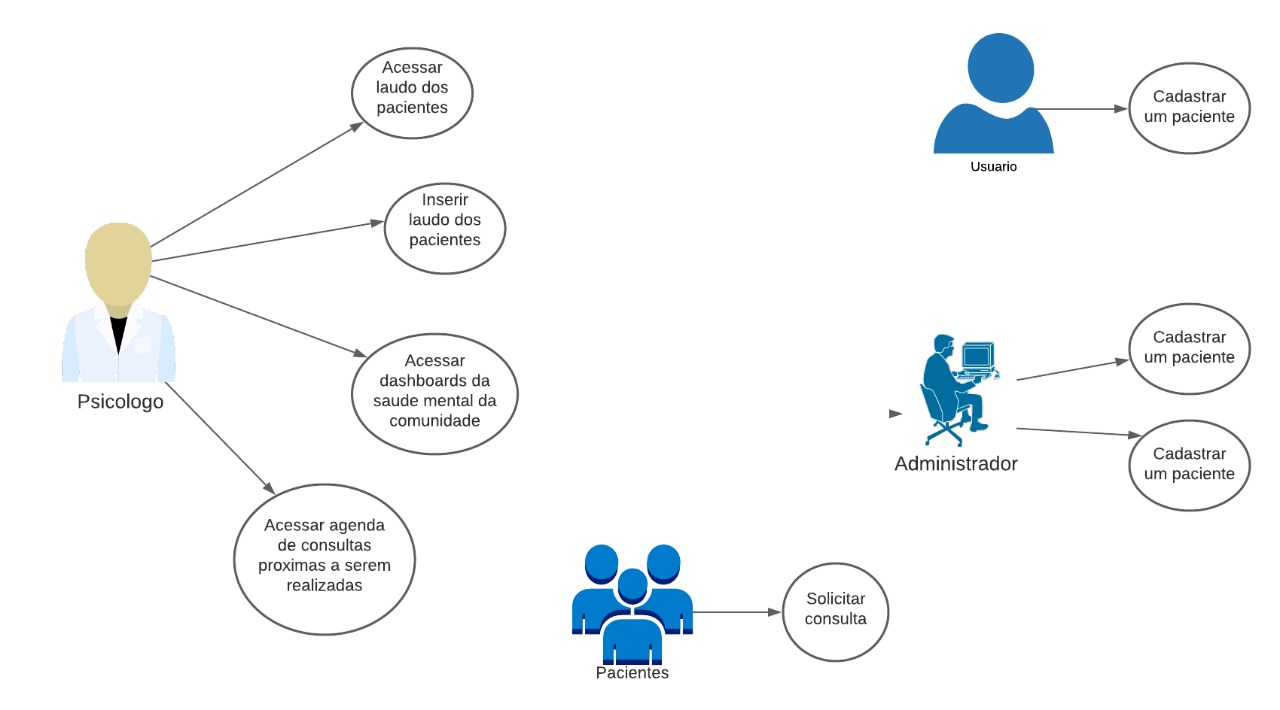 Acessar
laudo dos
pacientes
Inserir
laudo dos
pacientes
Psicologo
Acessar
dashboards da
saude mental da
comunidade
Acessar agenda
de consultas
proximas a serem
realizadas
Usuario
Cadastrar
um paciente
Administrador
Cadastrar
um paciente
Cadastrar
um paciente
Pacientes
Solicitar
consulta